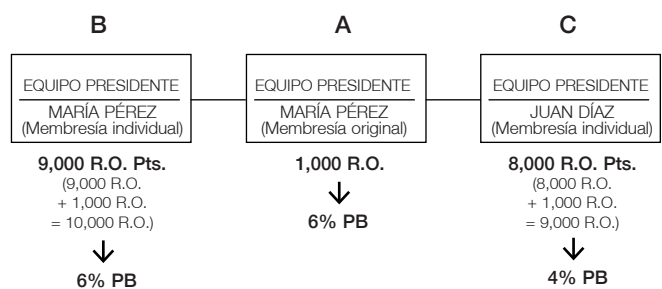 B
EQUIPO PRESIDENTE
MARÍA PÉREZ
(Membresía individual)
9,000 R.O. Pts.
(9,000 R.O.
+ 1,000 R.O.
= 10,000 R.O.)
6% PB
A
EQUIPO PRESIDENTE
MARÍA PÉREZ
(Membresía original)
1,000 R.O.
6% PB
C
EQUIPO PRESIDENTE
JUAN DÍAZ
(Membresía individual)
8,000 R.O. Pts.
(8,000 R.O.
+ 1,000 R.O.
= 9,000 R.O.)
4% PB